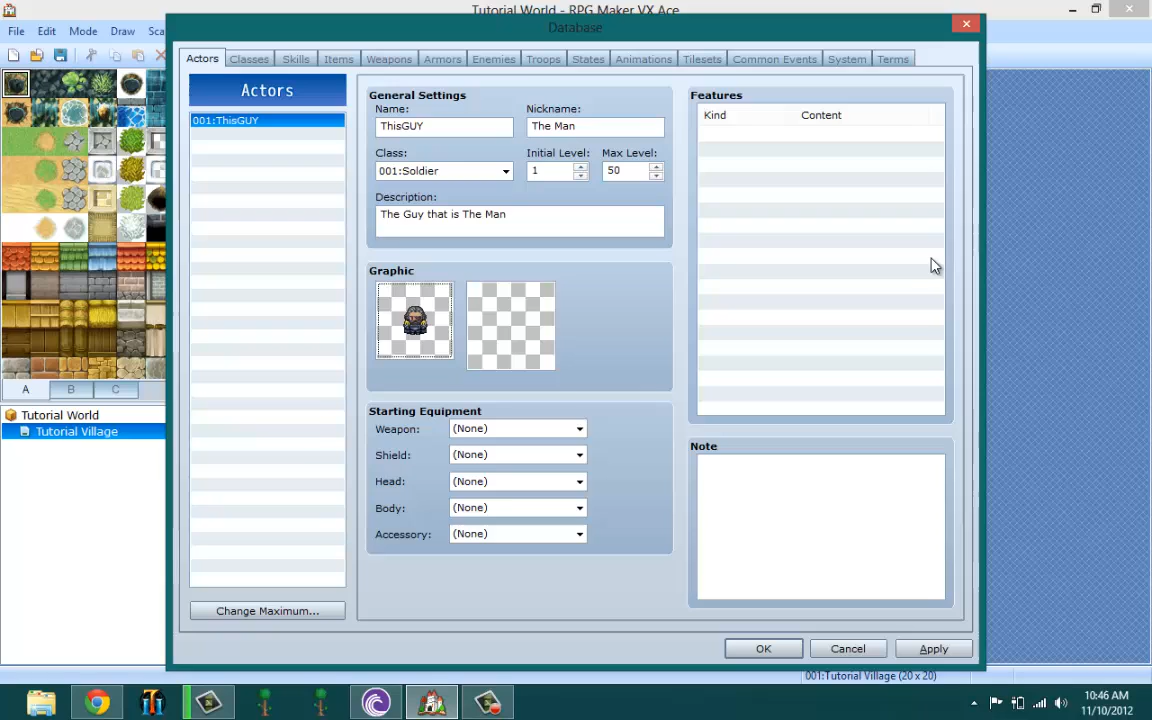 Tutorial World - RPG Maker VX Ace
Database
File Edit Mode Draw Sca
Actors Classes Skills Items Weapons Armors Enemies Troops States Animations Tilesets Common Events System Terms
Actors
001:ThisGUY
Change Maximum...
General Settings
Name: Nickname:
ThisGUY The Man
Class: Initial Level: Max Level:
001:Soldier 1 50
Description:
The Guy that is The Man
Graphic
Starting Equipment
Weapon: (None)
Shield: (None)
Head: (None)
Body: (None)
Accessory: (None)
Features
Kind Content
Note
OK Cancel Apply
A B C
Tutorial World
Tutorial Village
001:Tutorial Village (20 x 20)
10:46 AM
11/10/2012